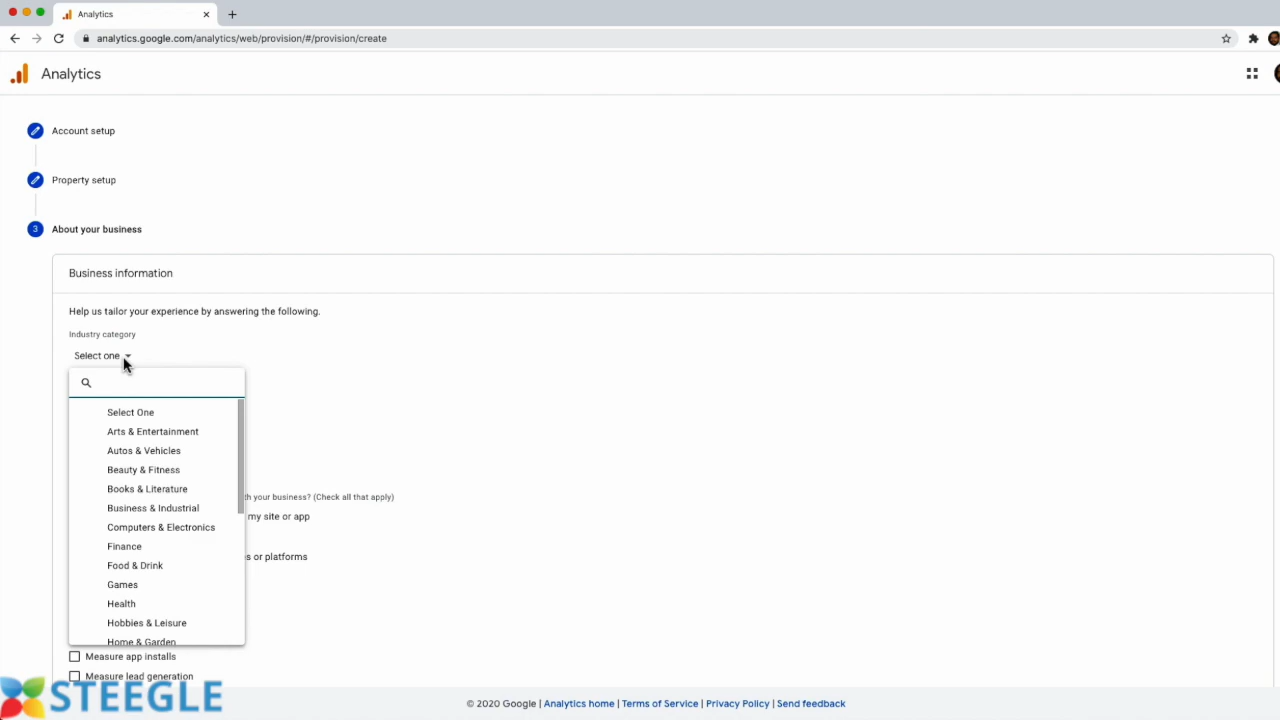 Analytics
analytics.google.com/analytics/web/provision/#/provision/create
Analytics
Account setup
Property setup
3 About your business
Business information
Help us tailor your experience by answering the following.
Industry category
Select one
Select One
Arts & Entertainment
Autos & Vehicles
Beauty & Fitness
Books & Literature
th your business? (Check all that apply)
Business & Industrial
my site or app
Computers & Electronics
Finance
s or platforms
Food & Drink
Games
Health
Hobbies & Leisure
Home & Garden
Measure app installs
Measure lead generation
STEEGLE
© 2020 Google | Analytics home | Terms of Service | Privacy Policy | Send feedback